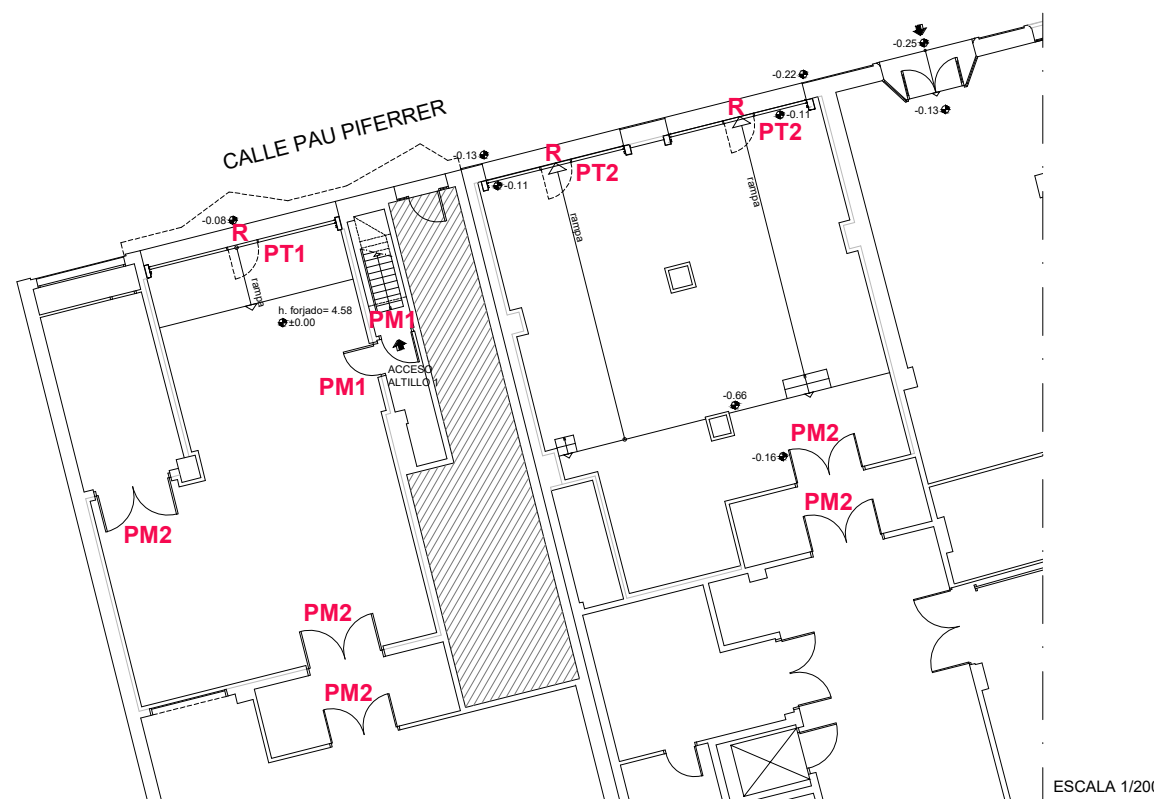 -0.25
-0.22
-0.13
R
PT2
-0.11
CALLE PAU PIFERRER
-0.13
R
PT2
-0.11
rampa
rampa
-0.08
R
PT1
rampa
h. forjado= 4.58
±0.00
PM1
ACCESO
ALTILLO 1
PM1
-0.66
PM2
-0.16
PM2
PM2
PM2
PM2
ESCALA 1/200